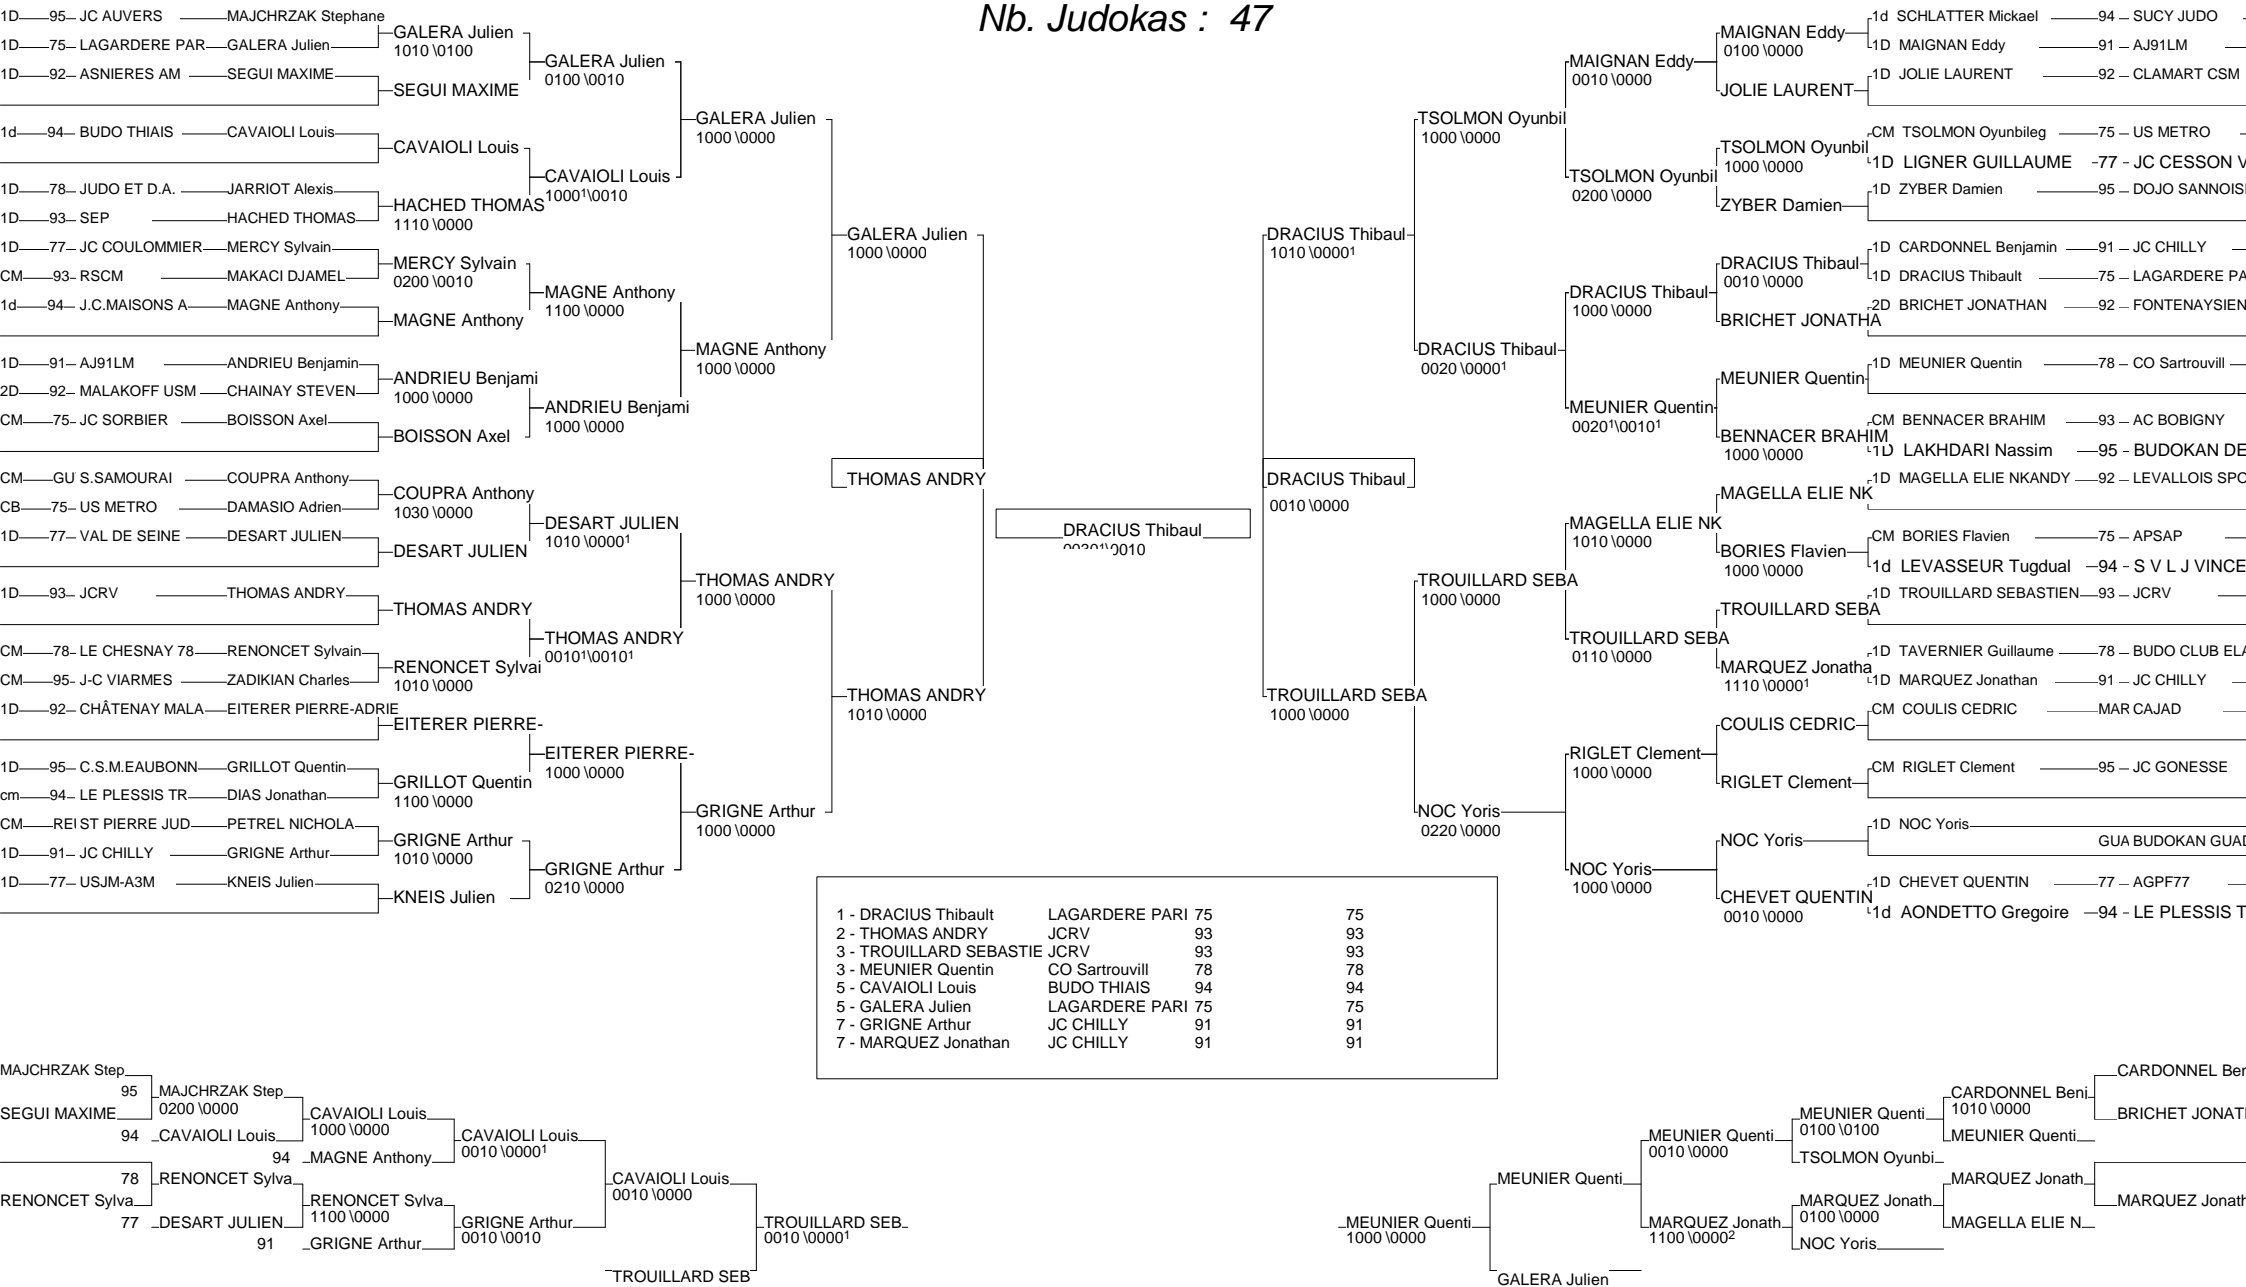 Nb. Judokas : 47
1D 95 JC AUVERS MAJCHRZAK Stephane
1D 75 LAGARDERE PAR GALERA Julien
1D 92 ASNIERES AM SEGUI MAXIME
1d 94 BUDO THIAIS CAVAIOLI Louis
1D 78 JUDO ET D.A. JARRIOT Alexis
1D 93 SEP HACHED THOMAS
1D 77 JC COULOMMIER MERCY Sylvain
CM 93 RSCM MAKACI DJAMEL
1d 94 J.C.MAISONS A MAGNE Anthony
1D 91 AJ91LM ANDRIEU Benjamin
2D 92 MALAKOFF USM CHAINAY STEVEN
CM 75 JC SORBIER BOISSON Axel
CM GU S.SAMOURAI COUPRA Anthony
CB 75 US METRO DAMASIO Adrien
1D 77 VAL DE SEINE DESART JULIEN
1D 93 JCRV THOMAS ANDRY
CM 78 LE CHESNAY 78 RENONCET Sylvain
CM 95 J-C VIARMES ZADIKIAN Charles
1D 92 CHÂTENAY MALA EITERER PIERRE-ADRIE
1D 95 C.S.M.EAUBONN GRILLOT Quentin
cm 94 LE PLESSIS TR DIAS Jonathan
CM REI ST PIERRE JUD PETREL NICHOLA
1D 91 JC CHILLY GRIGNE Arthur
1D 77 USJM-A3M KNEIS Julien
GALERA Julien
1010 \0100
SEGUI MAXIME
CAVAIOLI Louis
HACHED THOMAS
1110 \0000
MERCY Sylvain
0200 \0010
MAGNE Anthony
ANDRIEU Benjami
1000 \0000
BOISSON Axel
COUPRA Anthony
1030 \0000
DESART JULIEN
THOMAS ANDRY
RENONCET Sylvai
1010 \0000
EITERER PIERRE-
GRILLOT Quentin
1100 \0000
GRIGNE Arthur
1010 \0000
KNEIS Julien
GALERA Julien
0100 \0010
CAVAIOLI Louis
1000¹\0010
MAGNE Anthony
1100 \0000
ANDRIEU Benjami
1000 \0000
DESART JULIEN
1010 \0000¹
THOMAS ANDRY
0010¹\0010¹
EITERER PIERRE-
1000 \0000
GRIGNE Arthur
0210 \0000
GALERA Julien
1000 \0000
MAGNE Anthony
1000 \0000
THOMAS ANDRY
1000 \0000
GRIGNE Arthur
1000 \0000
GALERA Julien
1000 \0000
THOMAS ANDRY
1010 \0000
THOMAS ANDRY
DRACIUS Thibaul
DRACIUS Thibaul
0010 \0000
DRACIUS Thibaul
1010 \0000¹
TROUILLARD SEBA
1000 \0000
TSOLMON Oyunbil
1000 \0000
DRACIUS Thibaul
0020 \0000¹
TROUILLARD SEBA
1000 \0000
NOC Yoris
0220 \0000
MAIGNAN Eddy
0010 \0000
TSOLMON Oyunbil
0200 \0000
DRACIUS Thibaul
1000 \0000
MEUNIER Quentin
0020¹\0010¹
MAGELLA ELIE NK
1010 \0000
TROUILLARD SEBA
0110 \0000
RIGLET Clement
1000 \0000
NOC Yoris
1000 \0000
MAIGNAN Eddy
0100 \0000
JOLIE LAURENT
TSOLMON Oyunbil
1000 \0000
ZYBER Damien
DRACIUS Thibaul
0010 \0000
BRICHET JONATHA
MEUNIER Quentin
BENNACER BRAHIM
1000 \0000
MAGELLA ELIE NK
BORIES Flavien
1000 \0000
TROUILLARD SEBA
MARQUEZ Jonatha
1110 \0000¹
COULIS CEDRIC
RIGLET Clement
NOC Yoris
CHEVET QUENTIN
0010 \0000
1d SCHLATTER Mickael 94 SUCY JUDO
1D MAIGNAN Eddy 91 AJ91LM
1D JOLIE LAURENT 92 CLAMART CSM
CM TSOLMON Oyunbileg 75 US METRO
1D LIGNER GUILLAUME 77 JC CESSON V
1D ZYBER Damien 95 DOJO SANNOIS
1D CARDONNEL Benjamin 91 JC CHILLY
1D DRACIUS Thibault 75 LAGARDERE PA
2D BRICHET JONATHAN 92 FONTENAYSIEN
1D MEUNIER Quentin 78 CO Sartrouvill
CM BENNACER BRAHIM 93 AC BOBIGNY
1D LAKHDARI Nassim 95 BUDOKAN DE
1D MAGELLA ELIE NKANDY 92 LEVALLOIS SPO
CM BORIES Flavien 75 APSAP
1d LEVASSEUR Tugdual 94 S V L J VINCE
1D TROUILLARD SEBASTIEN 93 JCRV
1D TAVERNIER Guillaume 78 BUDO CLUB ELA
1D MARQUEZ Jonathan 91 JC CHILLY
CM COULIS CEDRIC MAR CAJAD
CM RIGLET Clement 95 JC GONESSE
1D NOC Yoris
GUA BUDOKAN GUAD
1D CHEVET QUENTIN 77 AGPF77
1d AONDETTO Gregoire 94 LE PLESSIS T
1 - DRACIUS Thibault LAGARDERE PARI 75 75
2 - THOMAS ANDRY JCRV 93 93
3 - TROUILLARD SEBASTIE JCRV 93 93
3 - MEUNIER Quentin CO Sartrouvill 78 78
5 - CAVAIOLI Louis BUDO THIAIS 94 94
5 - GALERA Julien LAGARDERE PARI 75 75
7 - GRIGNE Arthur JC CHILLY 91 91
7 - MARQUEZ Jonathan JC CHILLY 91 91
MAJCHRZAK Step
95
SEGUI MAXIME
94
78
RENONCET Sylva
77
MAJCHRZAK Step
0200 \0000
CAVAIOLI Louis
94
RENONCET Sylva
DESART JULIEN
91
CAVAIOLI Louis
1000 \0000
MAGNE Anthony
RENONCET Sylva
1100 \0000
GRIGNE Arthur
CAVAIOLI Louis
0010 \0000¹
GRIGNE Arthur
0010 \0010
CAVAIOLI Louis
0010 \0000
TROUILLARD SEB
TROUILLARD SEB
0010 \0000¹
MEUNIER Quenti
1000 \0000
MEUNIER Quenti
GALERA Julien
MEUNIER Quenti
0010 \0000
MARQUEZ Jonath
1100 \0000²
MEUNIER Quenti
0100 \0100
TSOLMON Oyunbi
MARQUEZ Jonath
0100 \0000
NOC Yoris
CARDONNEL Benj
1010 \0000
MEUNIER Quenti
MARQUEZ Jonath
MAGELLA ELIE N
CARDONNEL Ben
BRICHET JONAT
MARQUEZ Jonath